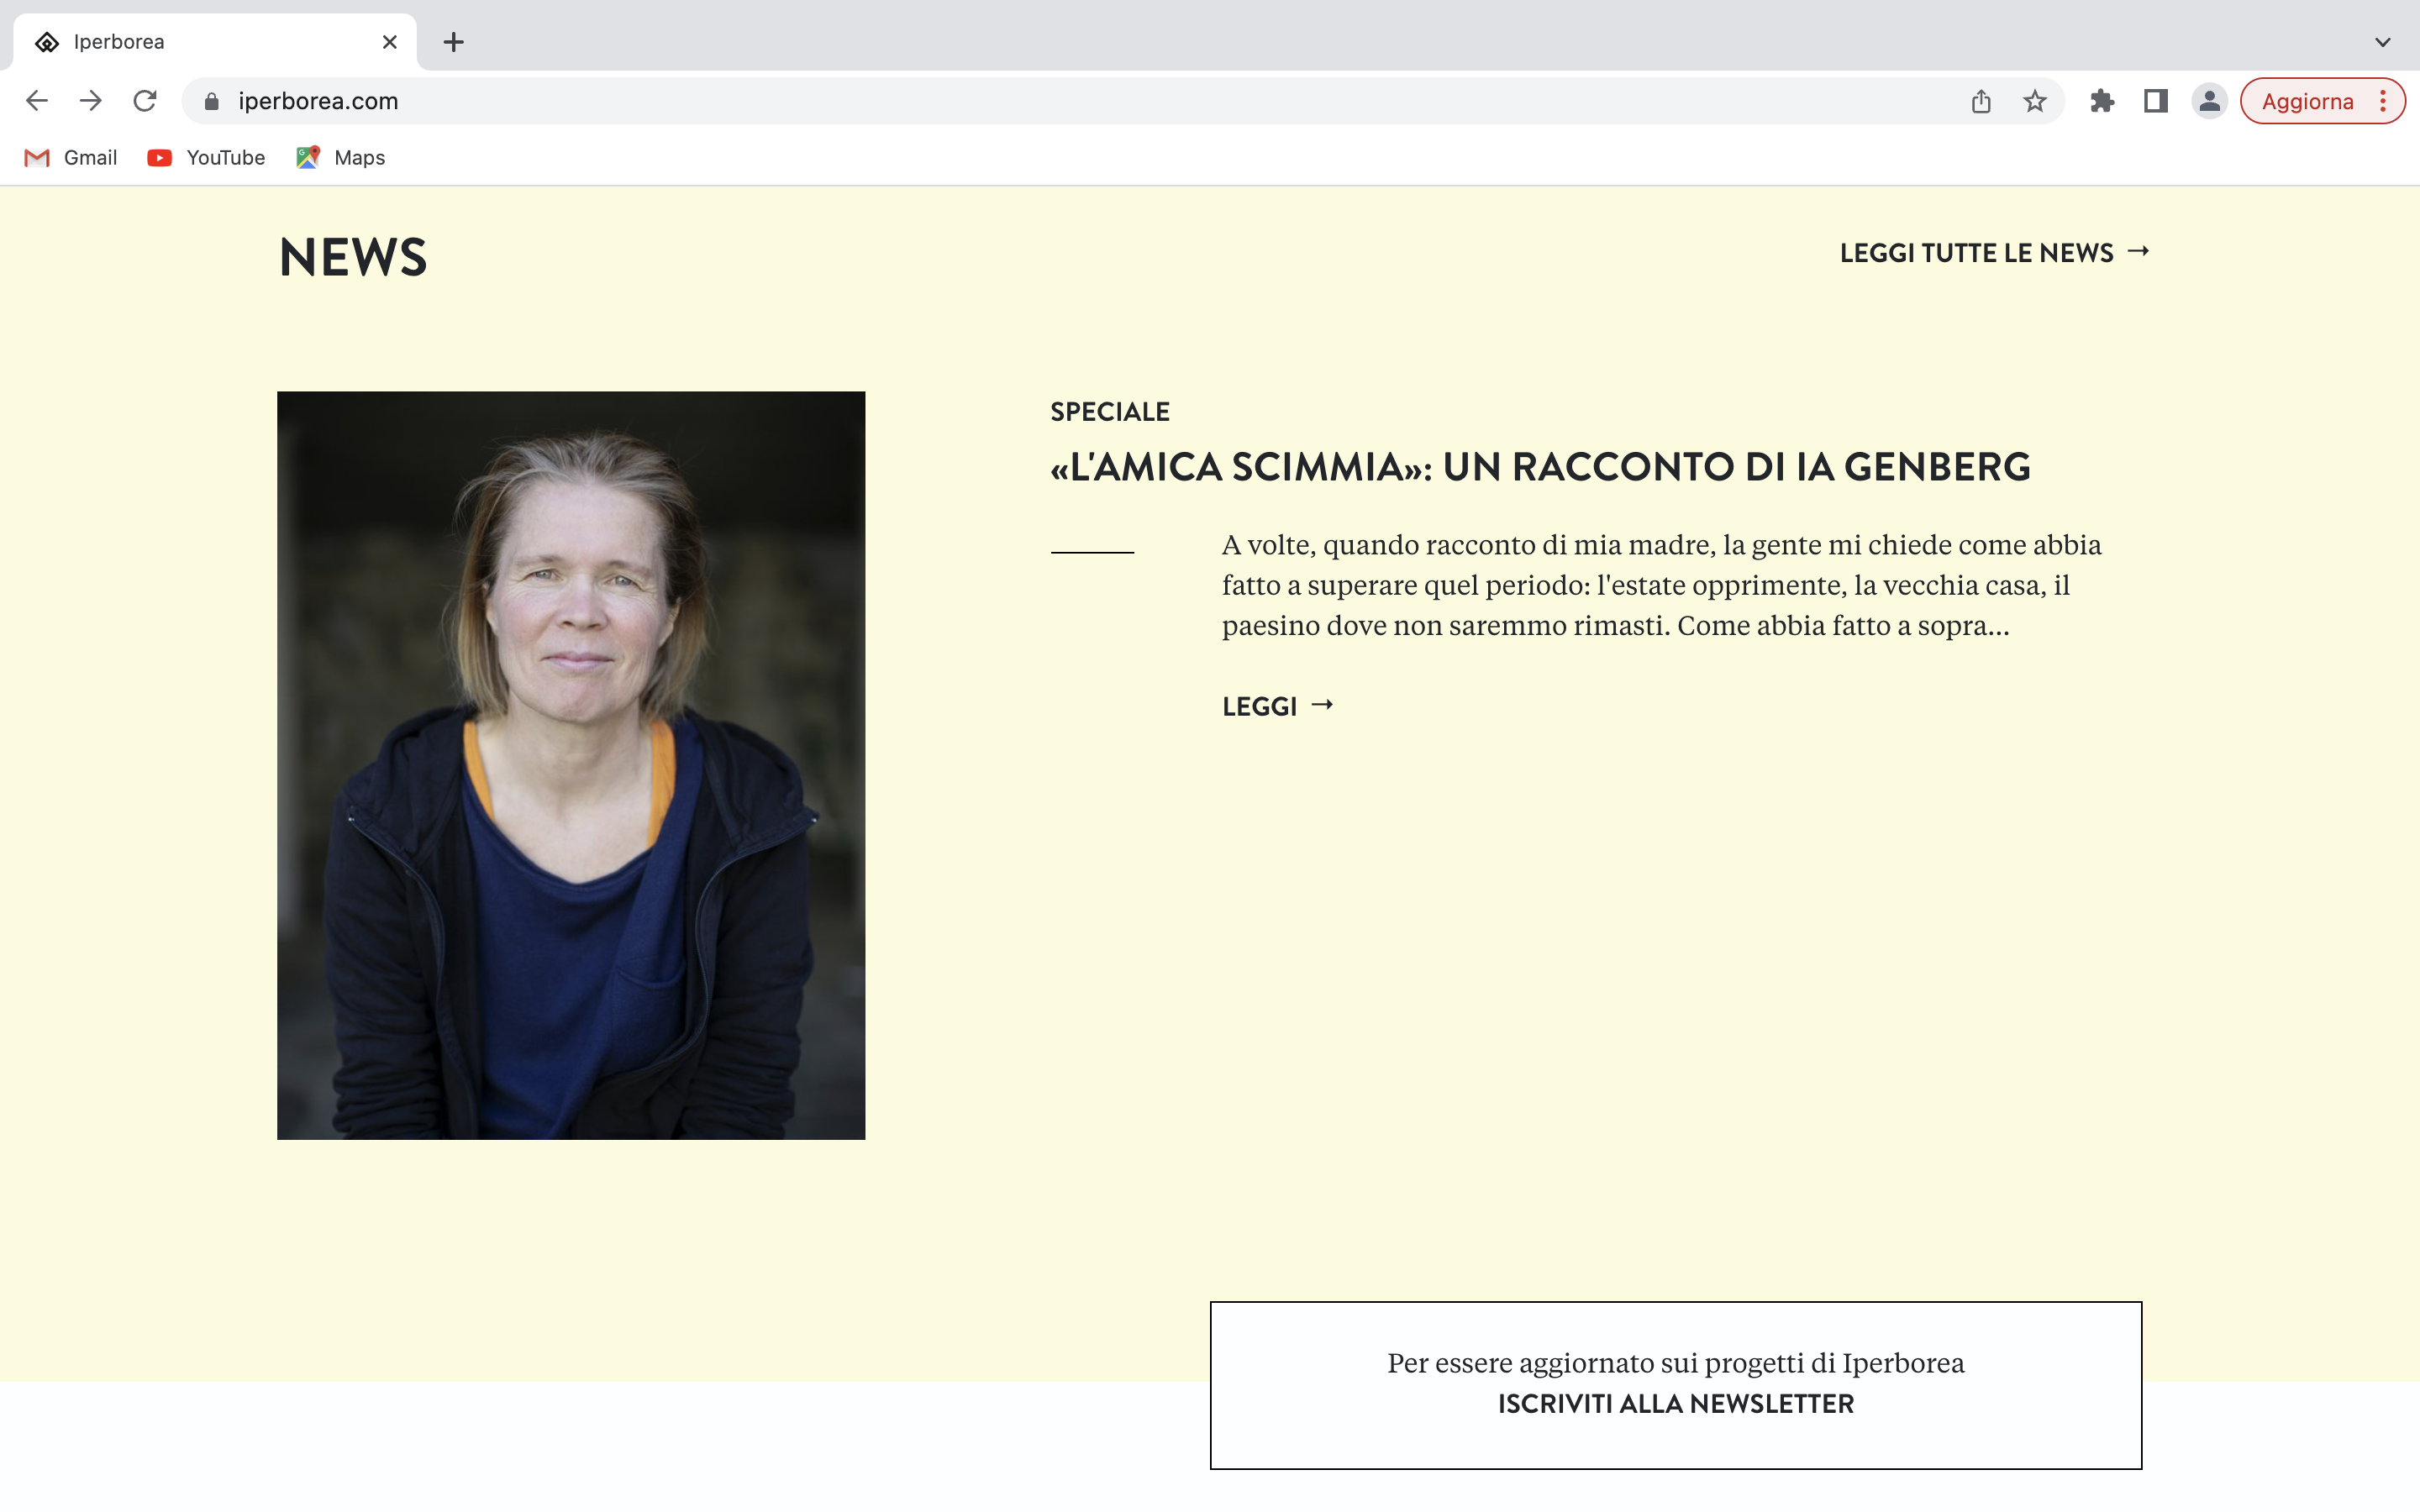 Iperborea
iperborea.com
Aggiorna
Gmail
YouTube
Maps
NEWS
LEGGI TUTTE LE NEWS →
SPECIALE
«L'AMICA SCIMMIA»: UN RACCONTO DI IA GENBERG
A volte, quando racconto di mia madre, la gente mi chiede come abbia
fatto a superare quel periodo: l'estate opprimente, la vecchia casa, il
paesino dove non saremmo rimasti. Come abbia fatto a sopra...
LEGGI →
Per essere aggiornato sui progetti di Iperborea
ISCRIVITI ALLA NEWSLETTER